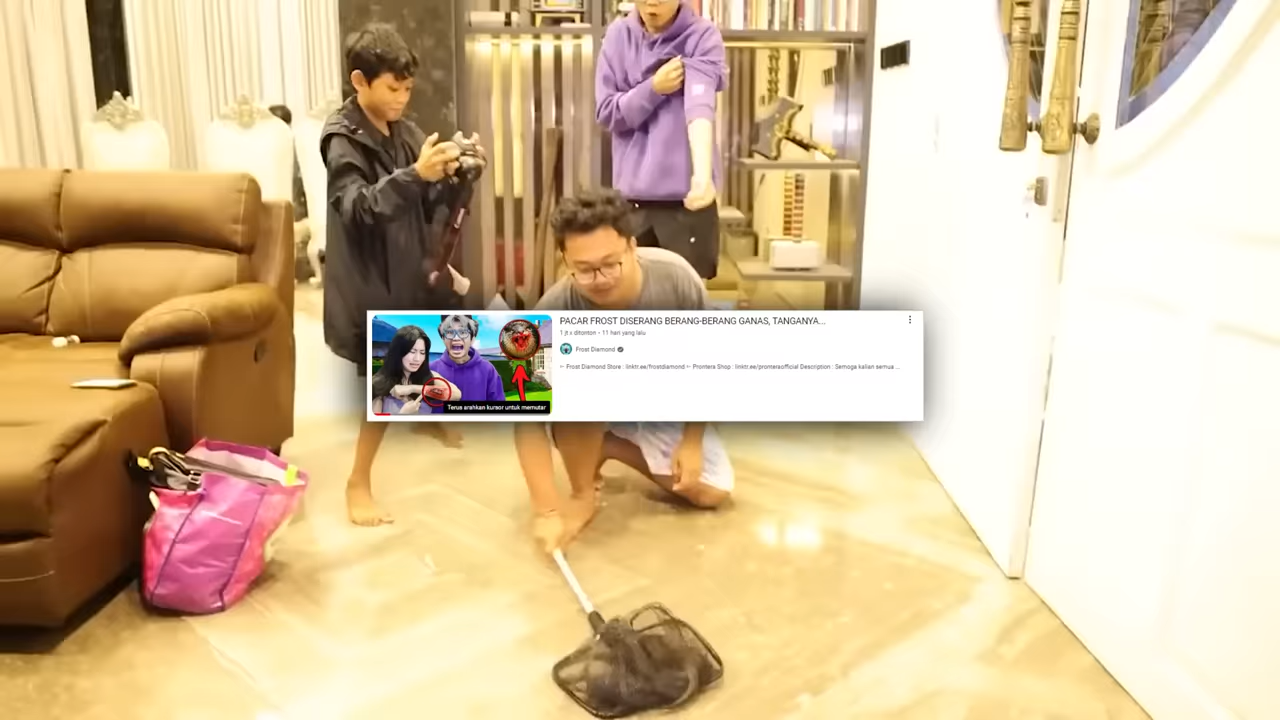 PACAR FROST DISERANG BERANG-BERANG GANAS, TANGANYA...
1 jt x ditonton • 11 hari yang lalu
Frost Diamond
Frost Diamond Store : linktr.ee/frostdiamond ➳ Prontera Shop : linktr.ee/pronteraofficial Description : Semoga kalian semua ...
Terus arahkan kursor untuk memutar